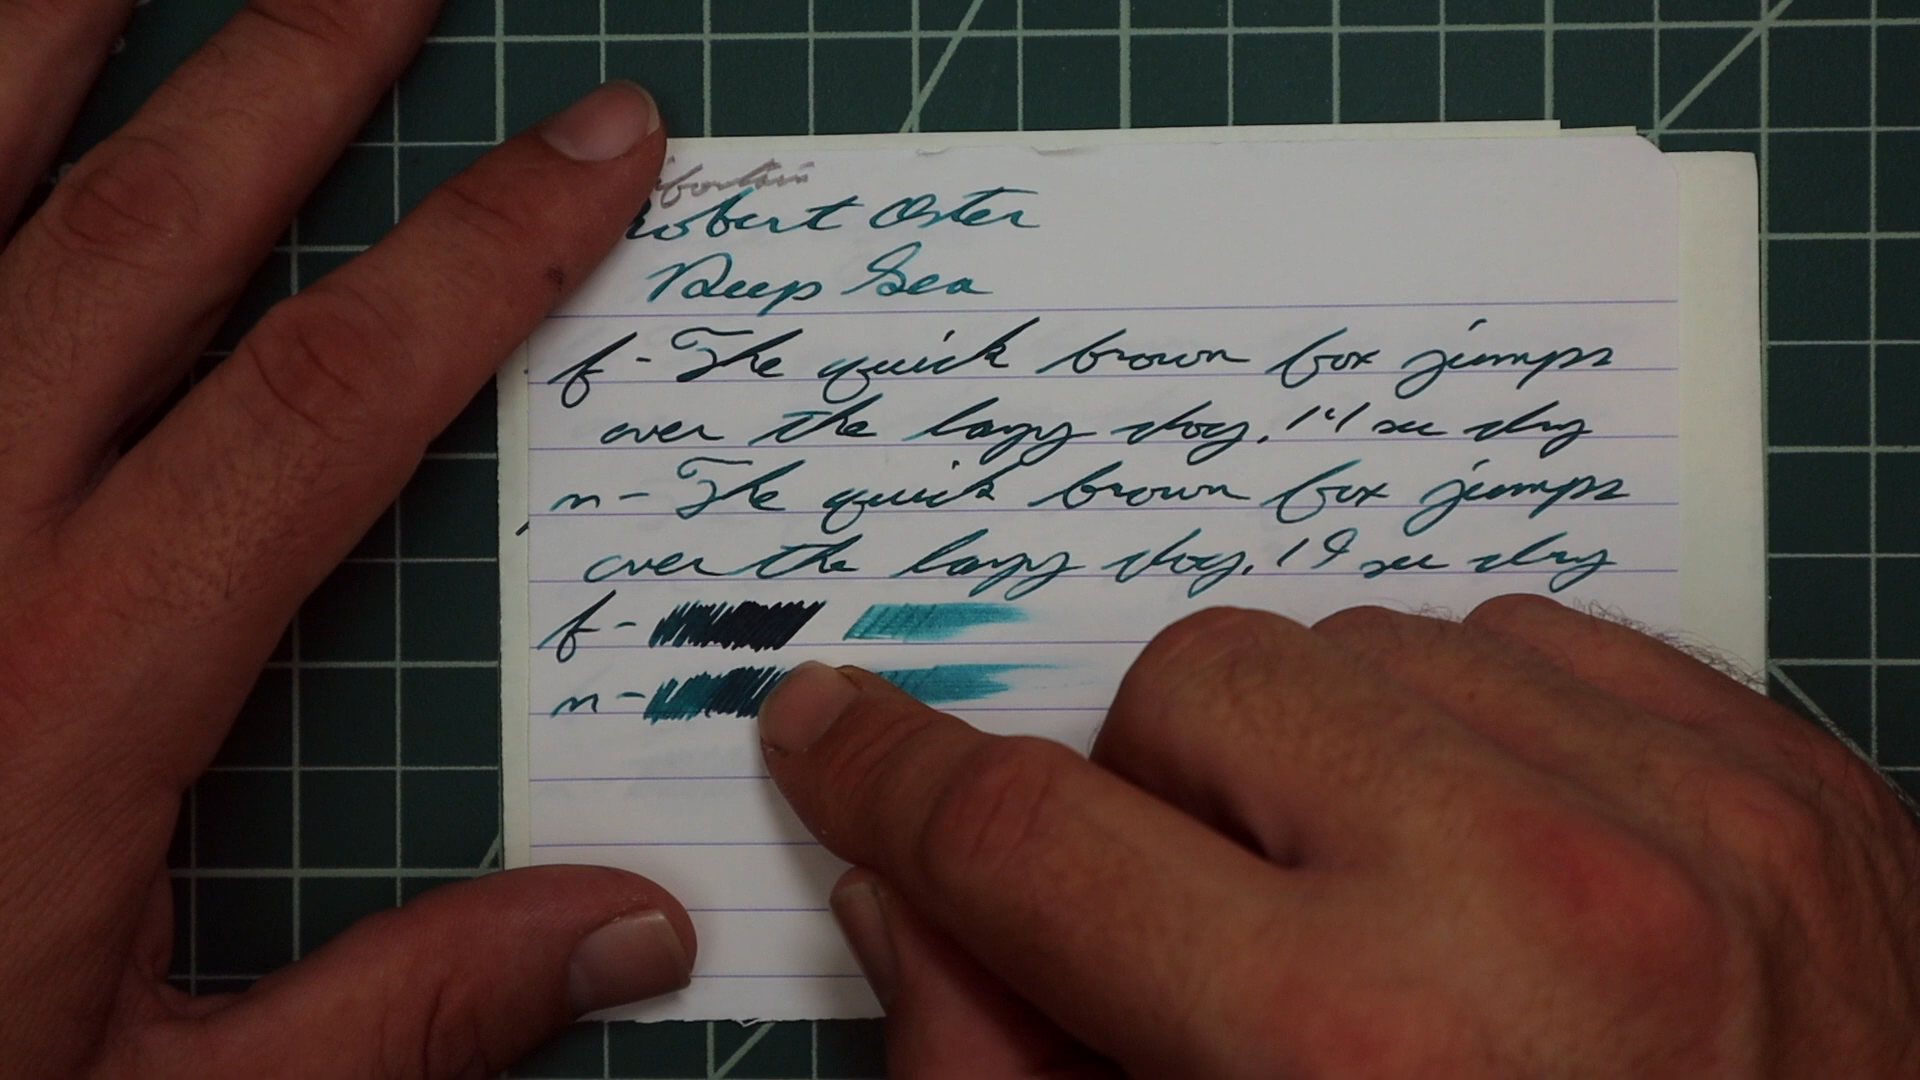 Robert Oster
Deep Sea
f - The quick brown fox jumps
over the lazy dog. 14 sec dry
m - The quick brown fox jumps
over the lazy dog. 19 sec dry
f -
m -